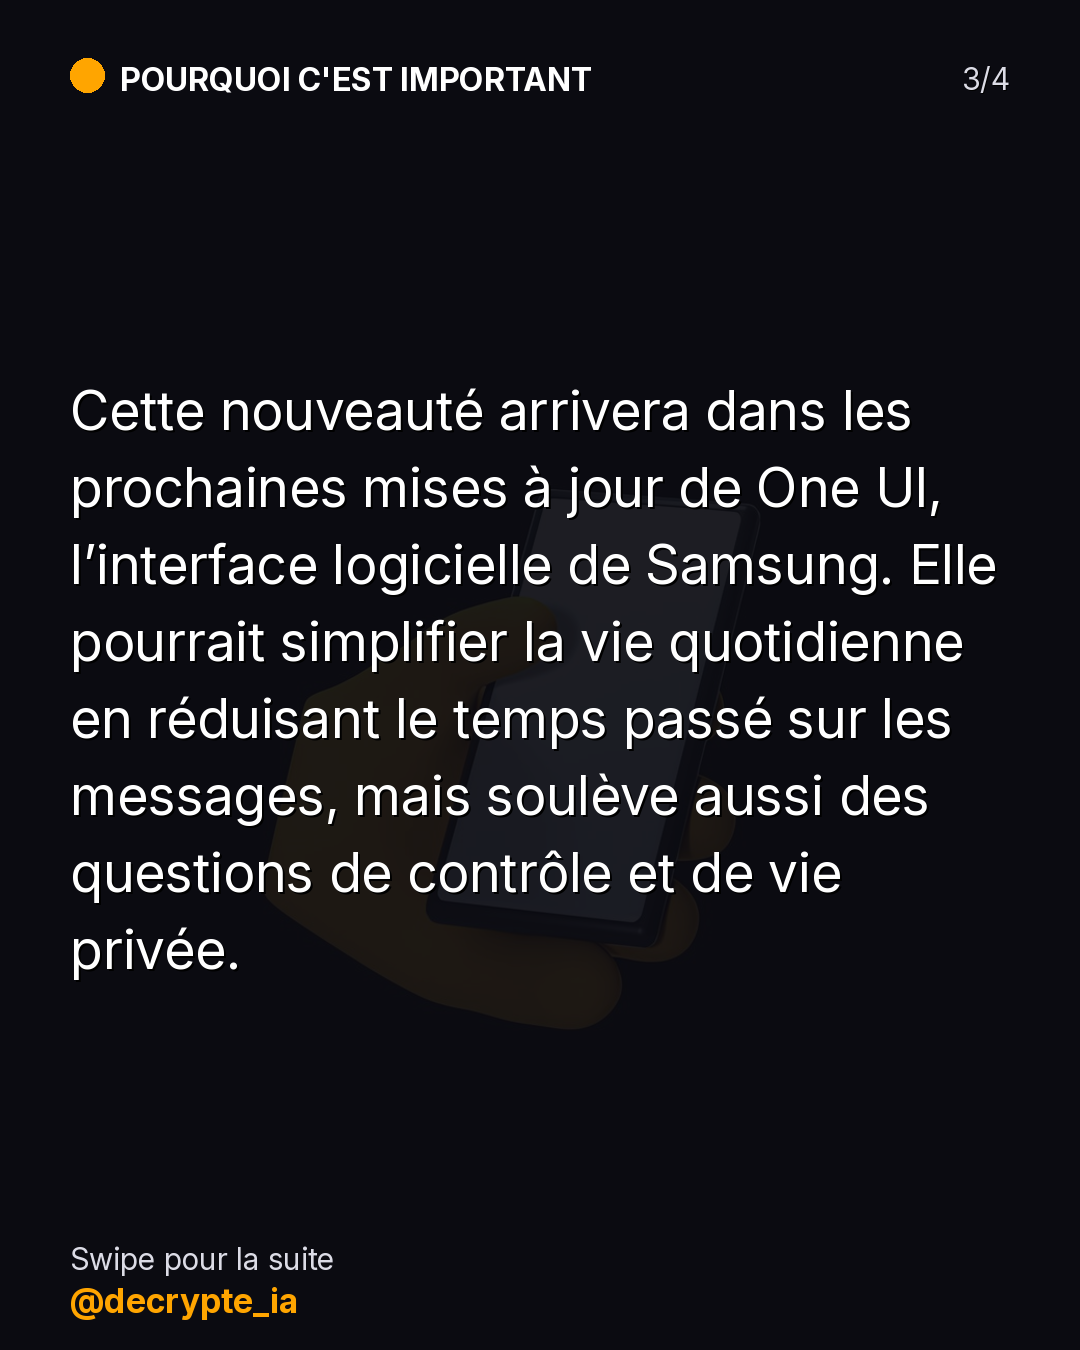 POURQUOI C'EST IMPORTANT
3/4
Cette nouveauté arrivera dans les
prochaines mises à jour de One UI,
l’interface logicielle de Samsung. Elle
pourrait simplifier la vie quotidienne
en réduisant le temps passé sur les
messages, mais soulève aussi des
questions de contrôle et de vie
privée.
Swipe pour la suite
@decrypte_ia